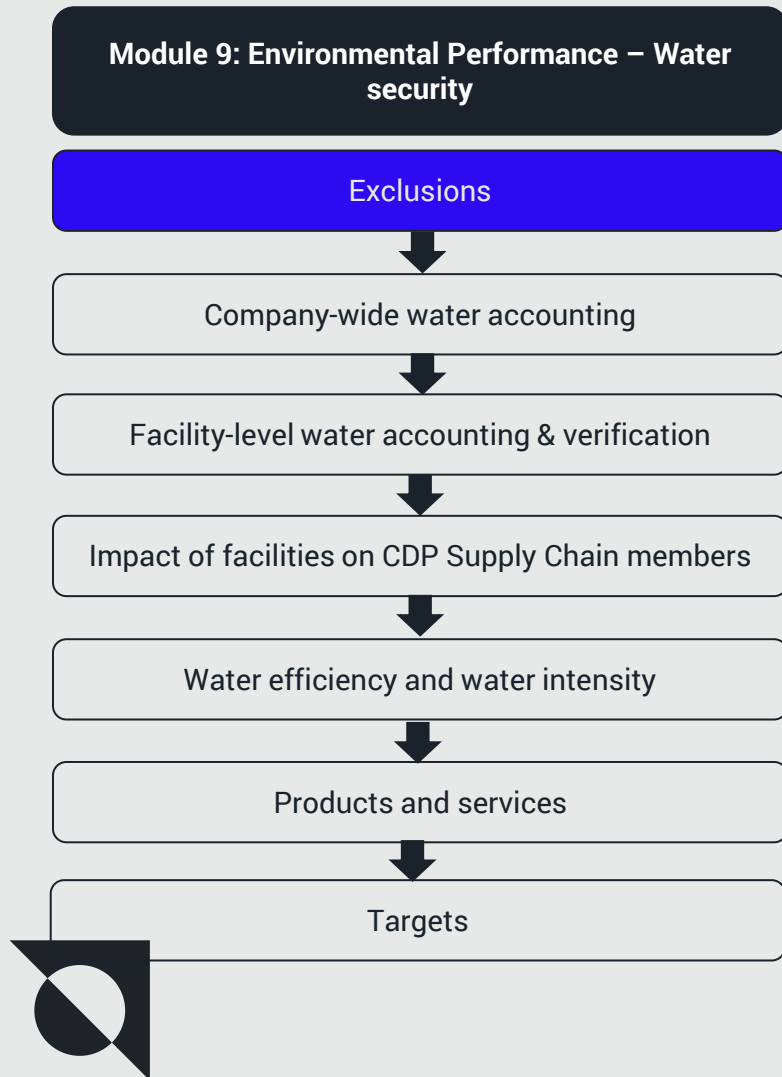 Module 9: Environmental Performance – Water
security
Exclusions
Company-wide water accounting
Facility-level water accounting & verification
Impact of facilities on CDP Supply Chain members
Water efficiency and water intensity
Products and services
Targets